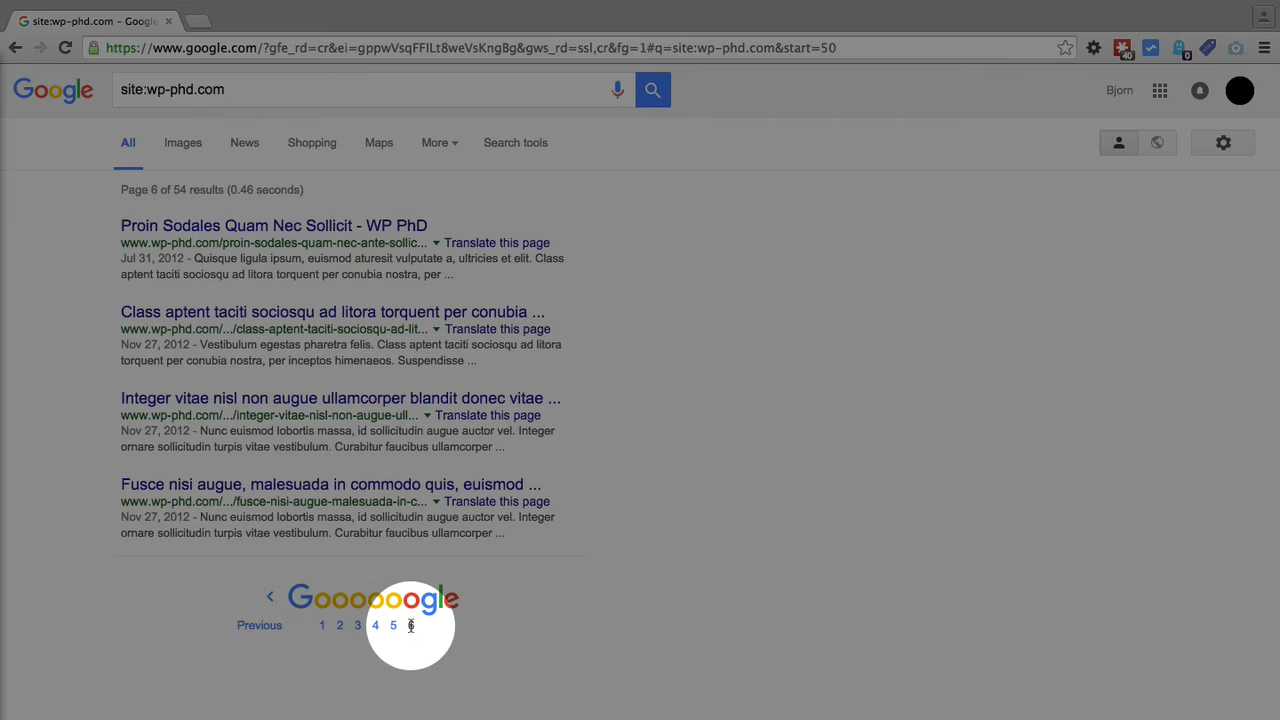 site:wp-phd.com - Google
https://www.google.com/?gfe_rd=cr&ei=gppwVsqFFILt8weVsKngBg&gws_rd=ssl,cr&fg=1#q=site:wp-phd.com&start=50
40
0
Google
site:wp-phd.com
Bjorn
All Images News Shopping Maps More Search tools
Page 6 of 54 results (0.46 seconds)
Proin Sodales Quam Nec Sollicit - WP PhD
www.wp-phd.com/proin-sodales-quam-nec-ante-sollic... Translate this page
Jul 31, 2012 - Quisque ligula ipsum, euismod aturesit vulputate a, ultricies et elit. Class
aptent taciti sociosqu ad litora torquent per conubia nostra, per ...
Class aptent taciti sociosqu ad litora torquent per conubia ...
www.wp-phd.com/.../class-aptent-taciti-sociosqu-ad-lit... Translate this page
Nov 27, 2012 - Vestibulum egestas pharetra felis. Class aptent taciti sociosqu ad litora
torquent per conubia nostra, per inceptos himenaeos. Suspendisse ...
Integer vitae nisl non augue ullamcorper blandit donec vitae ...
www.wp-phd.com/.../integer-vitae-nisl-non-augue-ull... Translate this page
Nov 27, 2012 - Nunc euismod lobortis massa, id sollicitudin augue auctor vel. Integer
ornare sollicitudin turpis vitae vestibulum. Curabitur faucibus ullamcorper ...
Fusce nisi augue, malesuada in commodo quis, euismod ...
www.wp-phd.com/.../fusce-nisi-augue-malesuada-in-c... Translate this page
Nov 27, 2012 - Nunc euismod lobortis massa, id sollicitudin augue auctor vel. Integer
ornare sollicitudin turpis vitae vestibulum. Curabitur faucibus ullamcorper ...
Goooooogle
Previous 1 2 3 4 5 6